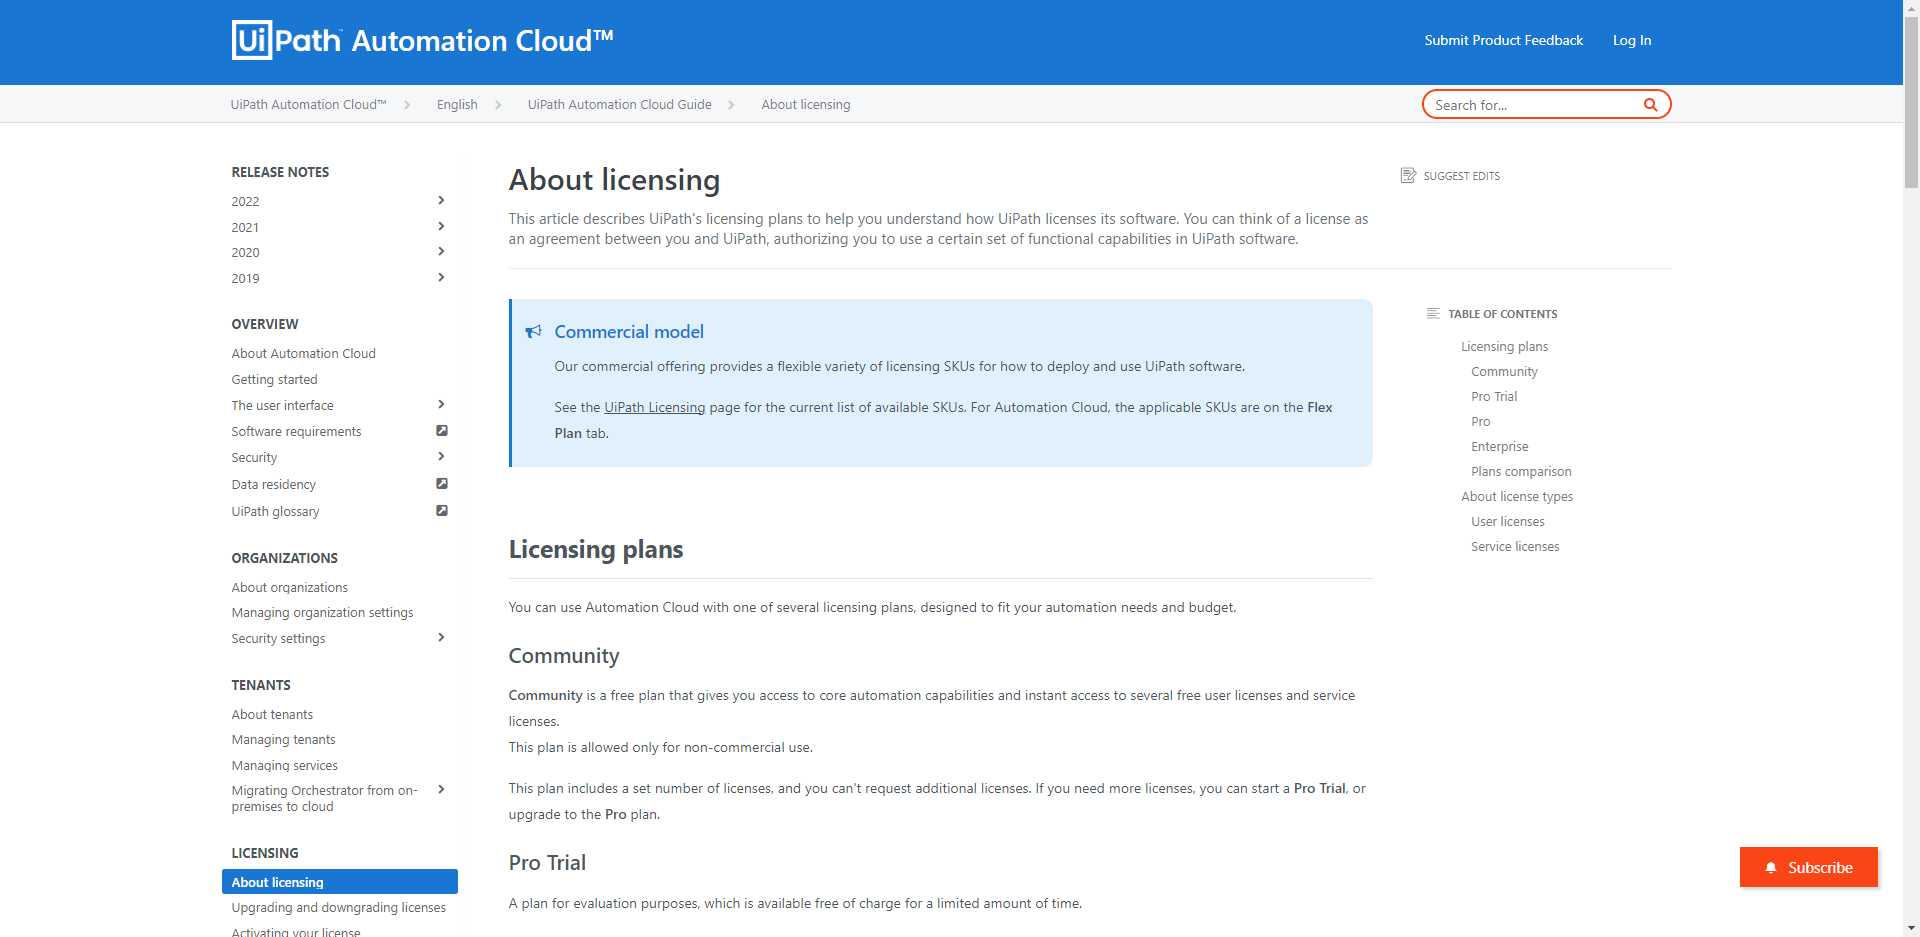 UiPath™ Automation Cloud™
Submit Product Feedback
Log In
UiPath Automation Cloud™
English
UiPath Automation Cloud Guide
About licensing
Search for...
RELEASE NOTES
2022
2021
2020
2019
OVERVIEW
About Automation Cloud
Getting started
The user interface
Software requirements
Security
Data residency
UiPath glossary
ORGANIZATIONS
About organizations
Managing organization settings
Security settings
TENANTS
About tenants
Managing tenants
Managing services
Migrating Orchestrator from on-
premises to cloud
LICENSING
About licensing
Upgrading and downgrading licenses
Activating your license
About licensing
This article describes UiPath's licensing plans to help you understand how UiPath licenses its software. You can think of a license as
an agreement between you and UiPath, authorizing you to use a certain set of functional capabilities in UiPath software.
Commercial model
Our commercial offering provides a flexible variety of licensing SKUs for how to deploy and use UiPath software.
See the UiPath Licensing page for the current list of available SKUs. For Automation Cloud, the applicable SKUs are on the Flex
Plan tab.
Licensing plans
You can use Automation Cloud with one of several licensing plans, designed to fit your automation needs and budget.
Community
Community is a free plan that gives you access to core automation capabilities and instant access to several free user licenses and service
licenses.
This plan is allowed only for non-commercial use.
This plan includes a set number of licenses, and you can't request additional licenses. If you need more licenses, you can start a Pro Trial, or
upgrade to the Pro plan.
Pro Trial
A plan for evaluation purposes, which is available free of charge for a limited amount of time.
SUGGEST EDITS
TABLE OF CONTENTS
Licensing plans
Community
Pro Trial
Pro
Enterprise
Plans comparison
About license types
User licenses
Service licenses
Subscribe